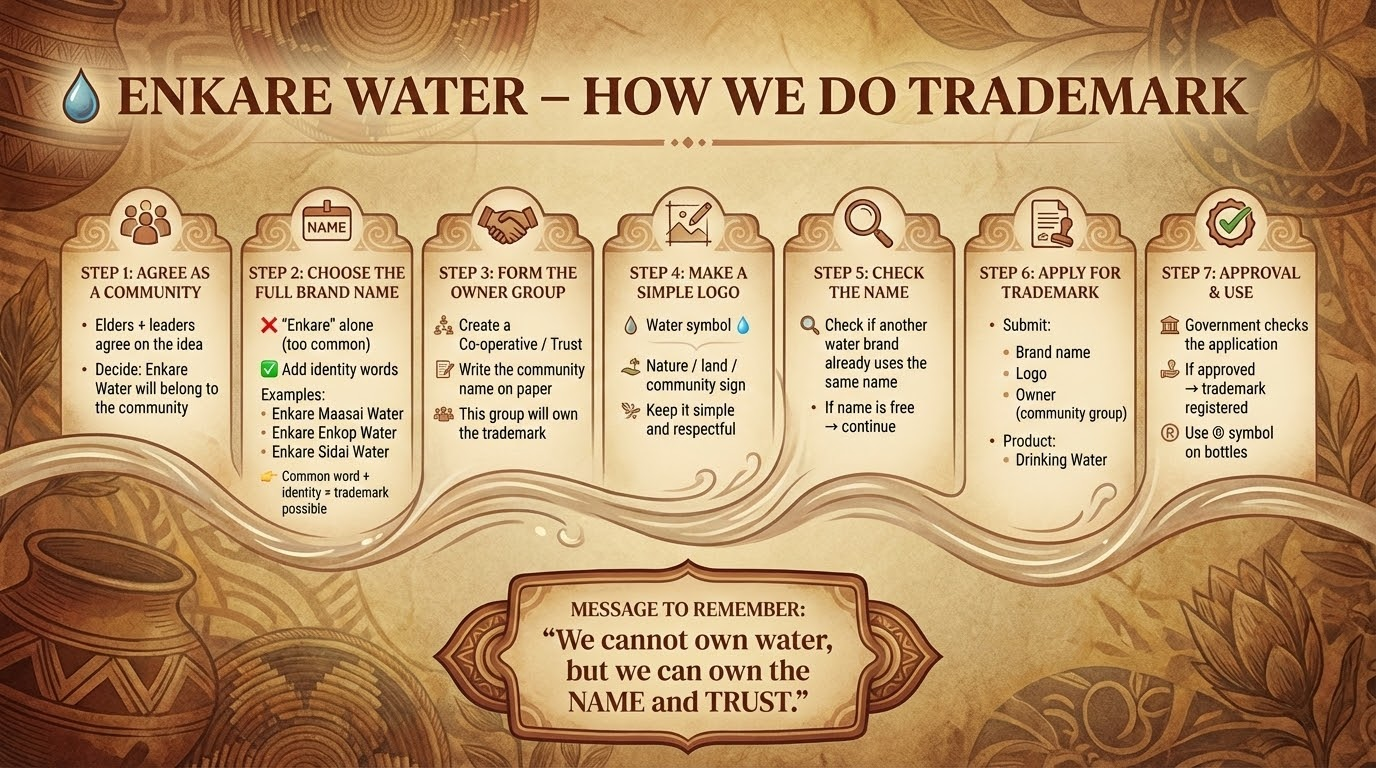 ENKARE WATER – HOW WE DO TRADEMARK
NAME
STEP 1: AGREE AS
A COMMUNITY
• Elders + leaders
agree on the idea
• Decide: Enkare
Water will belong to
the community
STEP 2: CHOOSE THE
FULL BRAND NAME
❌ “Enkare” alone
(too common)
✅ Add identity words
Examples:
• Enkare Maasai Water
• Enkare Enkop Water
• Enkare Sidai Water
👉 Common word +
identity = trademark
possible
STEP 3: FORM THE
OWNER GROUP
Create a
Co-operative / Trust
Write the community
name on paper
This group will own
the trademark
STEP 4: MAKE A
SIMPLE LOGO
Water symbol 💧
Nature / land /
community sign
Keep it simple
and respectful
STEP 5: CHECK
THE NAME
Check if another
water brand
already uses the
same name
• If name is free
→ continue
STEP 6: APPLY FOR
TRADEMARK
• Submit:
• Brand name
• Logo
• Owner
(community group)
• Product:
• Drinking Water
STEP 7: APPROVAL
& USE
Government checks
the application
If approved
→ trademark
registered
® Use ® symbol
on bottles
MESSAGE TO REMEMBER:
“We cannot own water,
but we can own the
NAME and TRUST.”